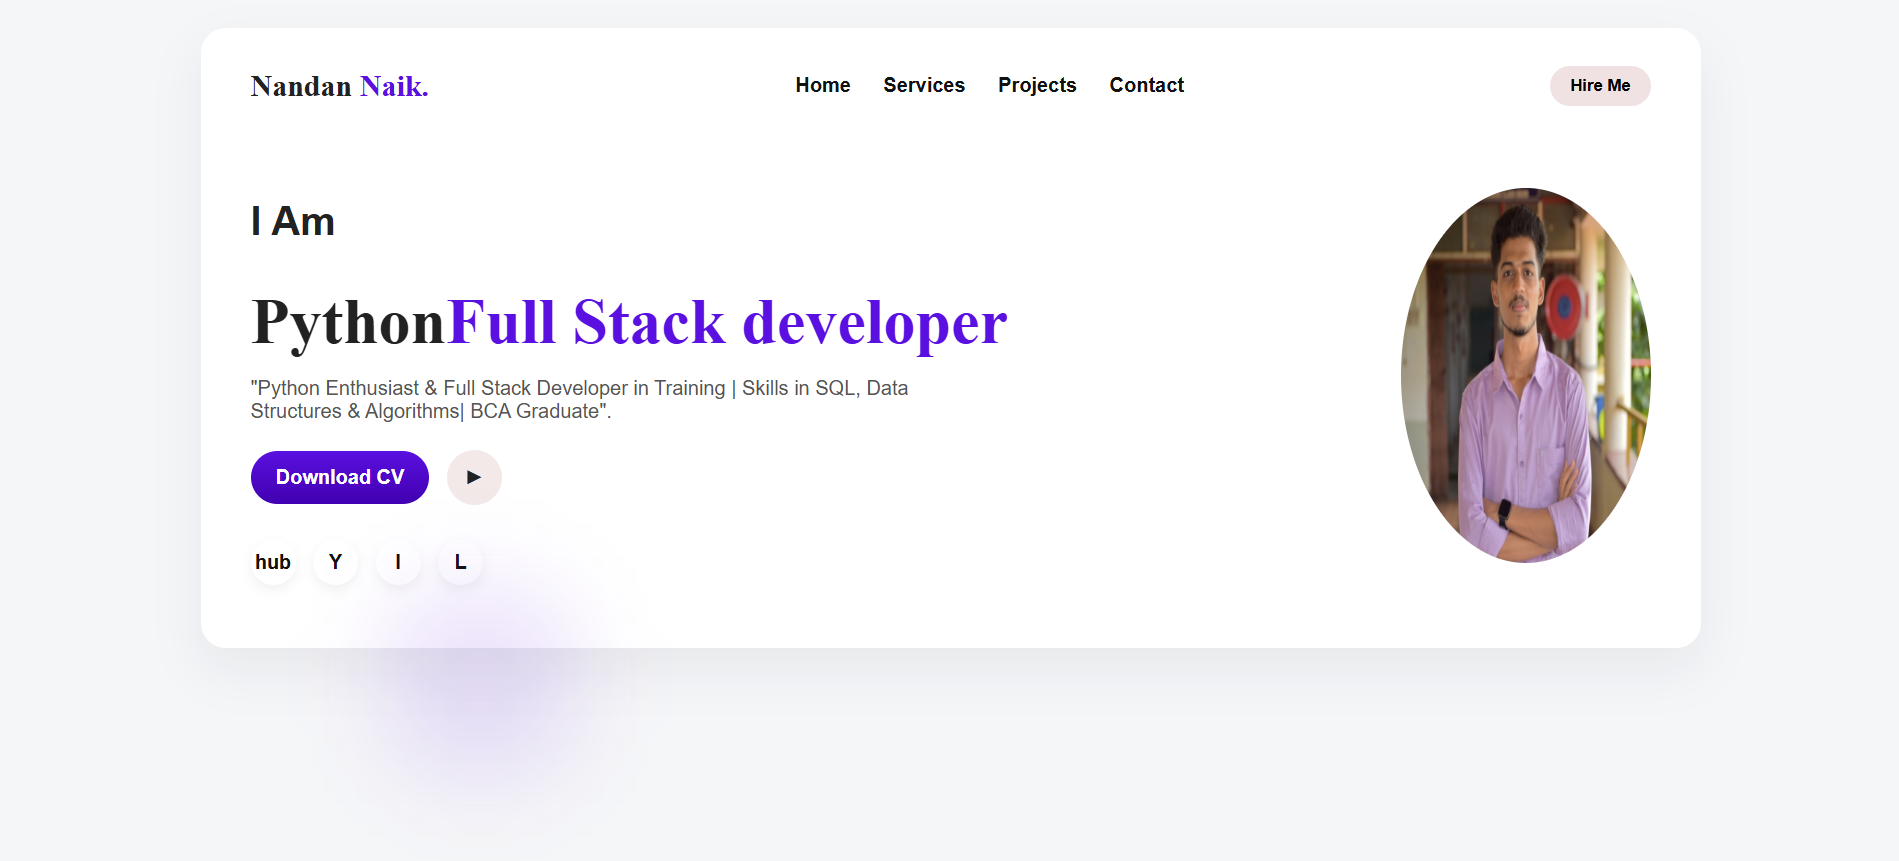 Nandan Naik.
Home Services Projects Contact
Hire Me
I Am
PythonFull Stack developer
"Python Enthusiast & Full Stack Developer in Training | Skills in SQL, Data
Structures & Algorithms| BCA Graduate".
Download CV
hub Y I L